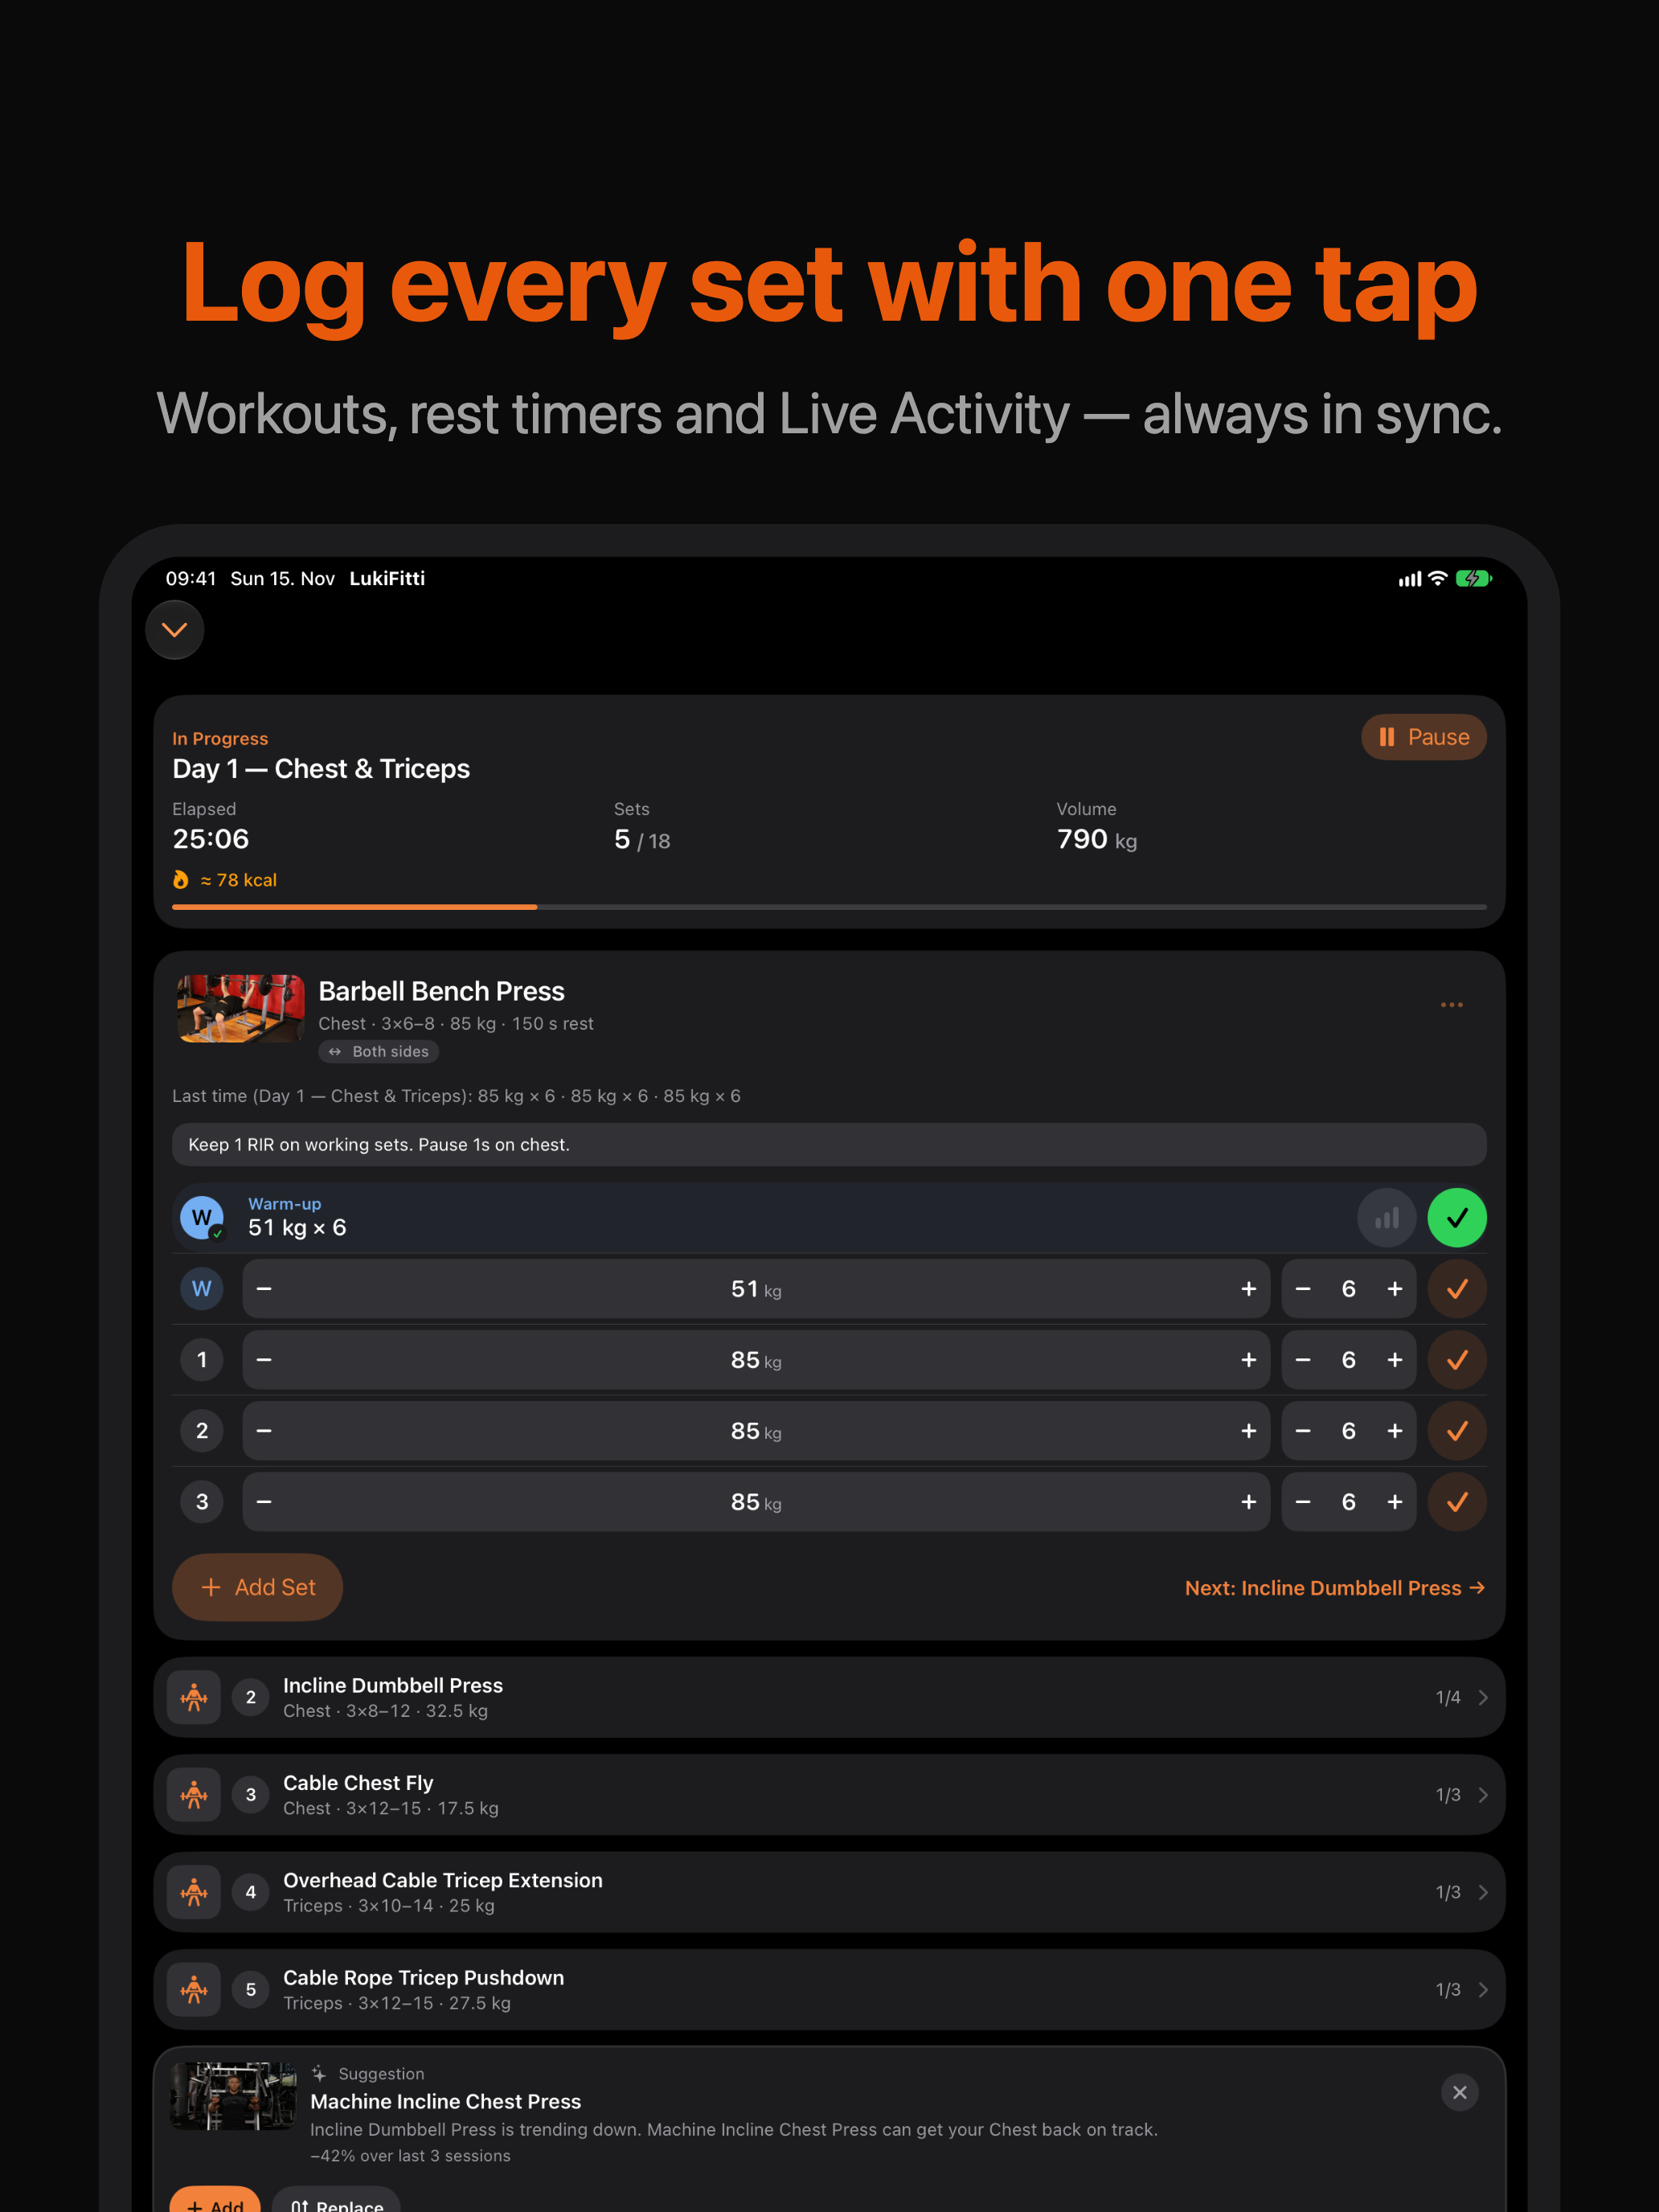 Log every set with one tap
Workouts, rest timers and Live Activity — always in sync.
09:41 Sun 15. Nov LukiFitti
In Progress
Pause
Day 1 — Chest & Triceps
Elapsed Sets Volume
25:06 5 / 18 790 kg
≈ 78 kcal
Barbell Bench Press
Chest · 3×6–8 · 85 kg · 150 s rest
Both sides
Last time (Day 1 — Chest & Triceps): 85 kg × 6 · 85 kg × 6 · 85 kg × 6
Keep 1 RIR on working sets. Pause 1s on chest.
W Warm-up
51 kg × 6
W − 51 kg + − 6 +
1 − 85 kg + − 6 +
2 − 85 kg + − 6 +
3 − 85 kg + − 6 +
+ Add Set Next: Incline Dumbbell Press →
2 Incline Dumbbell Press 1/4
Chest · 3×8–12 · 32.5 kg
3 Cable Chest Fly 1/3
Chest · 3×12–15 · 17.5 kg
4 Overhead Cable Tricep Extension 1/3
Triceps · 3×10–14 · 25 kg
5 Cable Rope Tricep Pushdown 1/3
Triceps · 3×12–15 · 27.5 kg
Suggestion
Machine Incline Chest Press
Incline Dumbbell Press is trending down. Machine Incline Chest Press can get your Chest back on track.
−42% over last 3 sessions
+ Add Replace